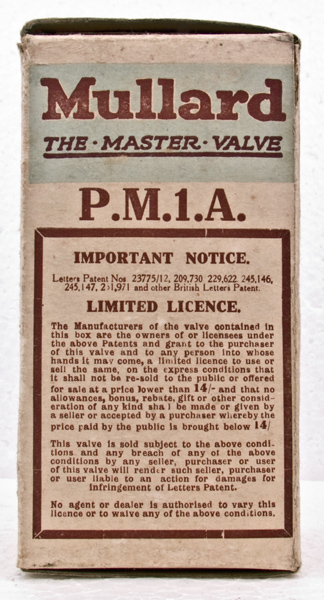 Mullard
THE · MASTER · VALVE
P.M.1.A.
IMPORTANT NOTICE.
Letters Patent Nos 23775/12, 209,730 229,622 245,146,
245,147, 251,971 and other British Letters Patent.
LIMITED LICENCE.
The Manufacturers of the valve contained in
this box are the owners of or licensees under
the above Patents and grant to the purchaser
of this valve and to any person into whose
hands it may come, a limited licence to use or
sell the same, on the express conditions that
it shall not be re-sold to the public or offered
for sale at a price lower than 14/- and that no
allowances, bonus, rebate, gift or other consid-
eration of any kind shall be made or given by
a seller or accepted by a purchaser whereby the
price paid by the public is brought below 14/
This valve is sold subject to the above condi-
tions and any breach of any of the above
conditions by any seller, purchaser or user
of this valve will render such seller, purchaser
or user liable to an action for damages for
Infringement of Letters Patent.
No agent or dealer is authorised to vary this
licence or to waive any of the above conditions.